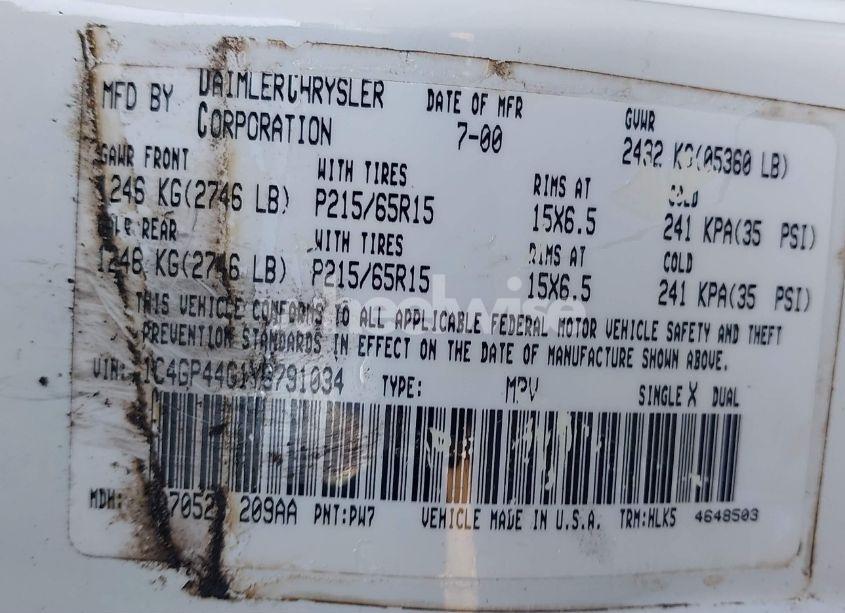 MFD BY DAIMLERCHRYSLER CORPORATION DATE OF MFR 7-00 GVWR 2432 KG(05360 LB)
GAWR FRONT WITH TIRES RIMS AT COLD
1246 KG(2746 LB) P215/65R15 15X6.5 241 KPA(35 PSI)
REAR WITH TIRES RIMS AT COLD
1246 KG(2746 LB) P215/65R15 15X6.5 241 KPA(35 PSI)
THIS VEHICLE CONFORMS TO ALL APPLICABLE FEDERAL MOTOR VEHICLE SAFETY AND THEFT
PREVENTION STANDARDS IN EFFECT ON THE DATE OF MANUFACTURE SHOWN ABOVE.
VIN: TYPE: MPV SINGLE X DUAL
MDH: 209AA PNT:PW7 VEHICLE MADE IN U.S.A. TRM:HLK5 4648503